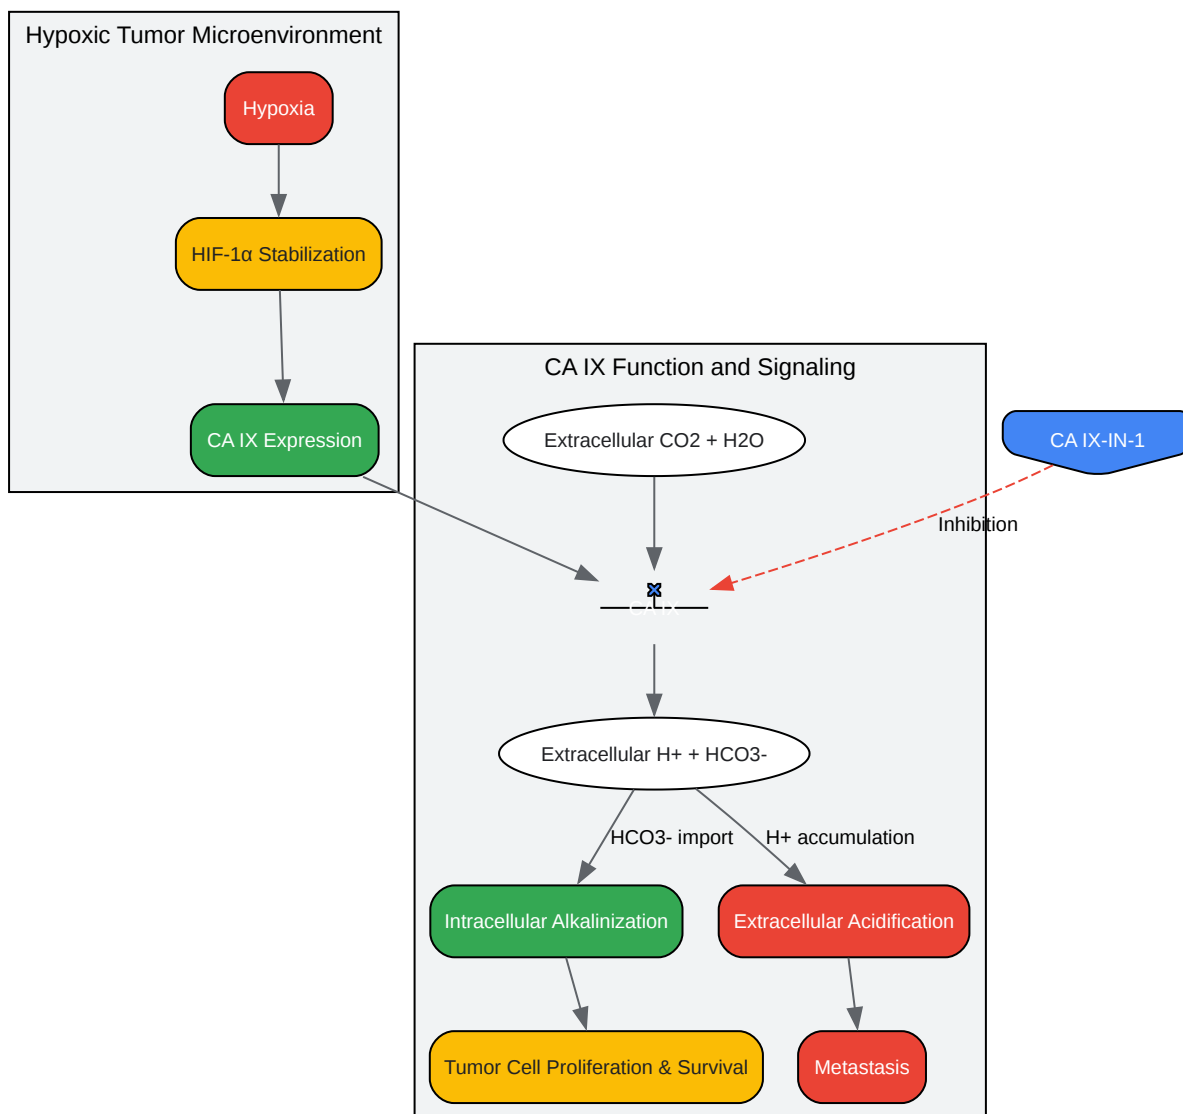 Hypoxic Tumor Microenvironment
Hypoxia
HIF-1α Stabilization
CA IX Expression
CA IX Function and Signaling
Extracellular CO2 + H2O
CA IX-IN-1
Inhibition
Extracellular H+ + HCO3-
HCO3- import
H+ accumulation
Intracellular Alkalinization
Extracellular Acidification
Tumor Cell Proliferation & Survival
Metastasis